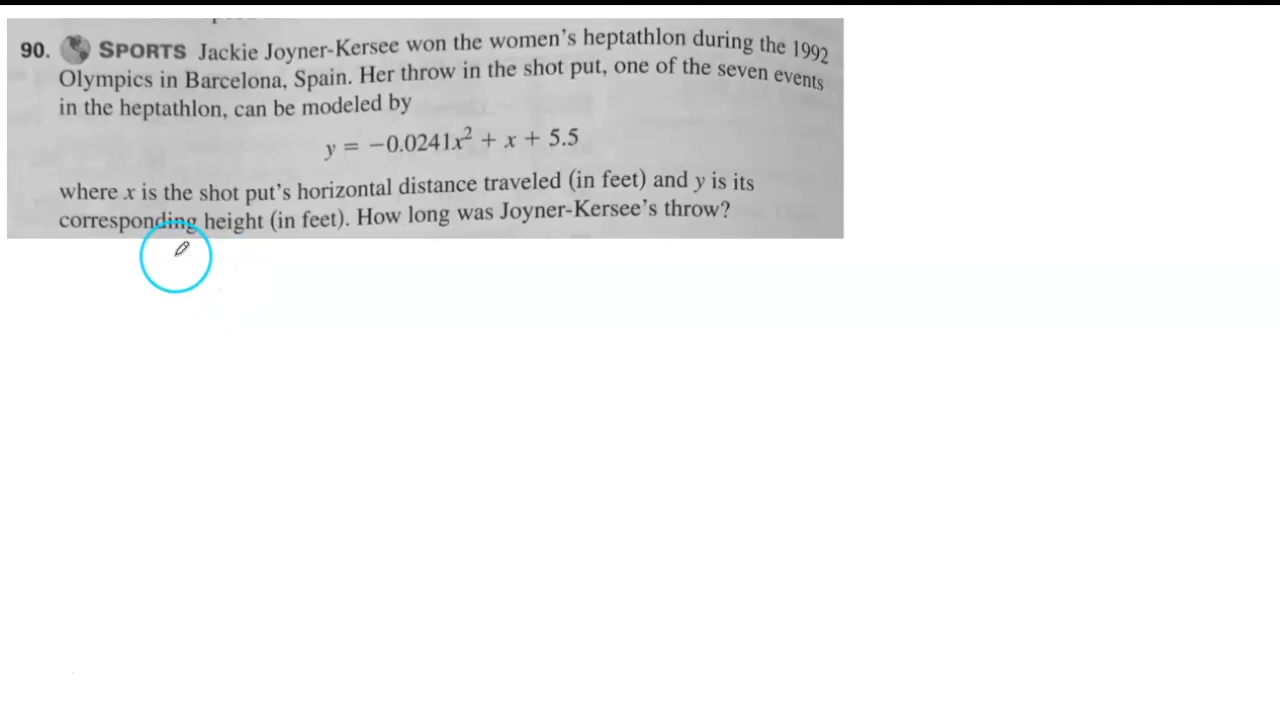 90. SPORTS Jackie Joyner-Kersee won the women's heptathlon during the 1992
Olympics in Barcelona, Spain. Her throw in the shot put, one of the seven events
in the heptathlon, can be modeled by
y = −0.0241x² + x + 5.5
where x is the shot put's horizontal distance traveled (in feet) and y is its
corresponding height (in feet). How long was Joyner-Kersee's throw?